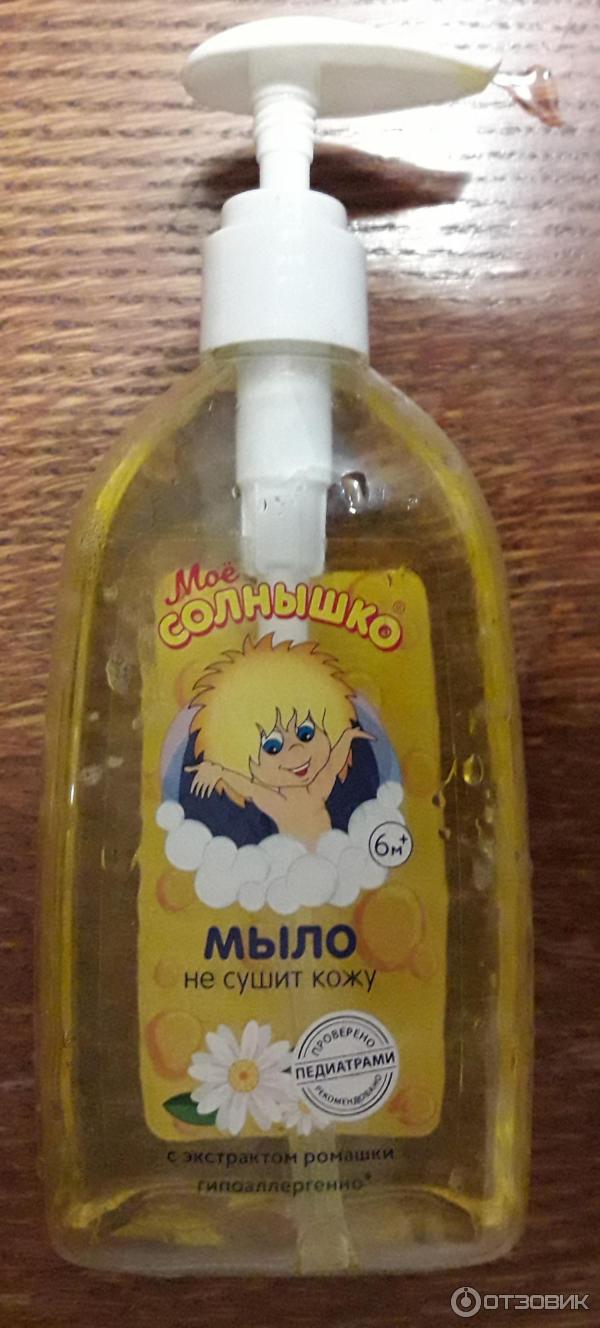 Моё
СОЛНЫШКО®
6м+
МЫЛО
не сушит кожу
ПРОВЕРЕНО
ПЕДИАТРАМИ
РЕКОМЕНДОВАНО
с экстрактом ромашки
гипоаллергенно*
ОТЗОВИК